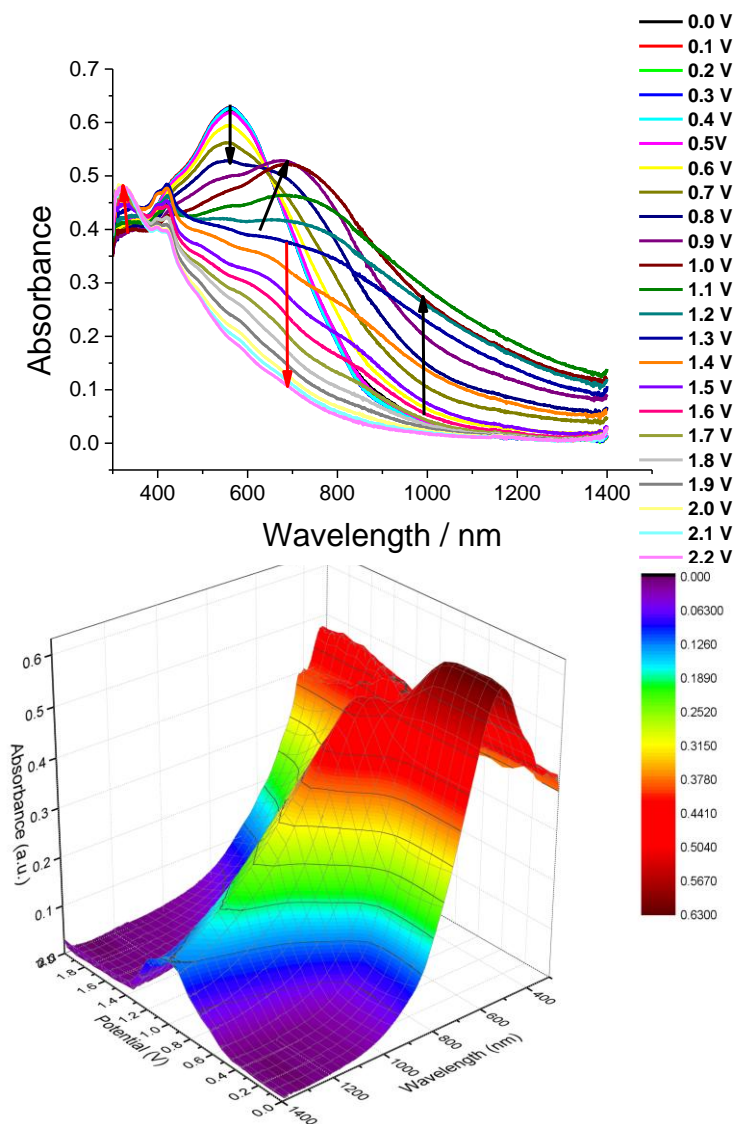 0.7
0.6
0.5
0.4
0.3
0.2
0.1
0.0
Absorbance
400 600 800 1000 1200 1400
Wavelength / nm
0.0 V
0.1 V
0.2 V
0.3 V
0.4 V
0.5V
0.6 V
0.7 V
0.8 V
0.9 V
1.0 V
1.1 V
1.2 V
1.3 V
1.4 V
1.5 V
1.6 V
1.7 V
1.8 V
1.9 V
2.0 V
2.1 V
2.2 V
0.6
0.5
0.4
0.3
0.2
0.1
Absorbance (a.u.)
1.8
1.6
1.4
1.2
1.0
0.8
0.6
0.4
0.2
0.0
Potential (V)
1400
1200
1000
800
600
400
Wavelength (nm)
0.000
0.06300
0.1260
0.1890
0.2520
0.3150
0.3780
0.4410
0.5040
0.5670
0.6300